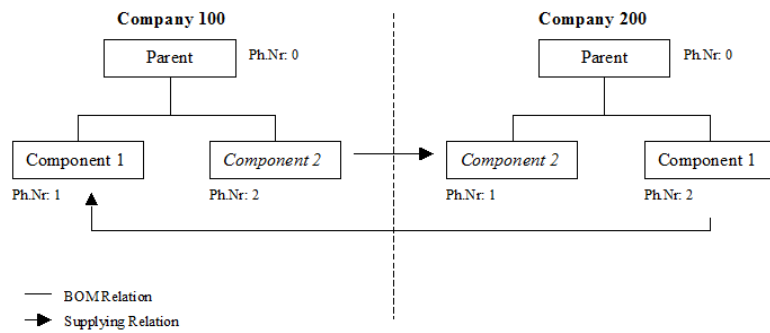 Company 100
Company 200
Parent
Ph.Nr: 0
Parent
Ph.Nr: 0
Component 1
Component 2
Component 2
Component 1
Ph.Nr: 1
Ph.Nr: 2
Ph.Nr: 1
Ph.Nr: 2
BOM Relation
Supplying Relation